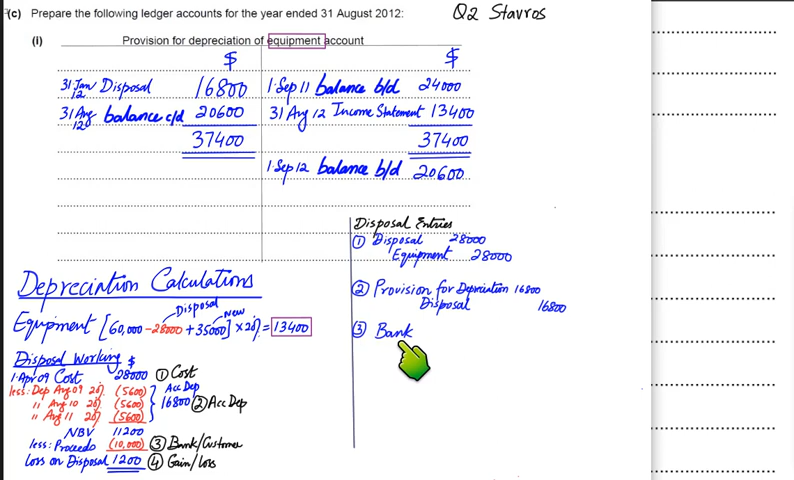 (c) Prepare the following ledger accounts for the year ended 31 August 2012:
Q2 Stavros
(i) Provision for depreciation of equipment account
$ $
31 Jan 12 Disposal 16800 1 Sep 11 balance b/d 24000
31 Aug 12 balance c/d 20600 31 Aug 12 Income Statement 13400
37400 37400
1 Sep 12 balance b/d 20600
Disposal Entries
① Disposal 28000
Equipment 28000
② Provision for Depreciation 16800
Disposal 16800
③ Bank
Depreciation Calculations
Disposal New
Equipment [60,000 - 28000 + 35000] × 20% = 13400
Disposal Working $
1 Apr 09 Cost 28000 ① Cost
less: Dep Aug 09 20% (5600) Acc Dep
" Aug 10 20% (5600) 16800 ② Acc Dep
" Aug 11 20% (5600)
NBV 11200
less: Proceeds (10,000) ③ Bank/Customer
Loss on Disposal 1200 ④ Gain/Loss